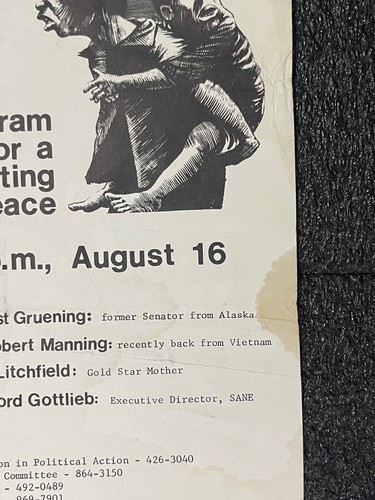 ram
or a
ting
eace
.m., August 16
st Gruening: former Senator from Alaska
obert Manning: recently back from Vietnam
Litchfield: Gold Star Mother
ord Gottlieb: Executive Director, SANE
on in Political Action - 426-3040
Committee - 864-3150
- 492-0489
969-7901